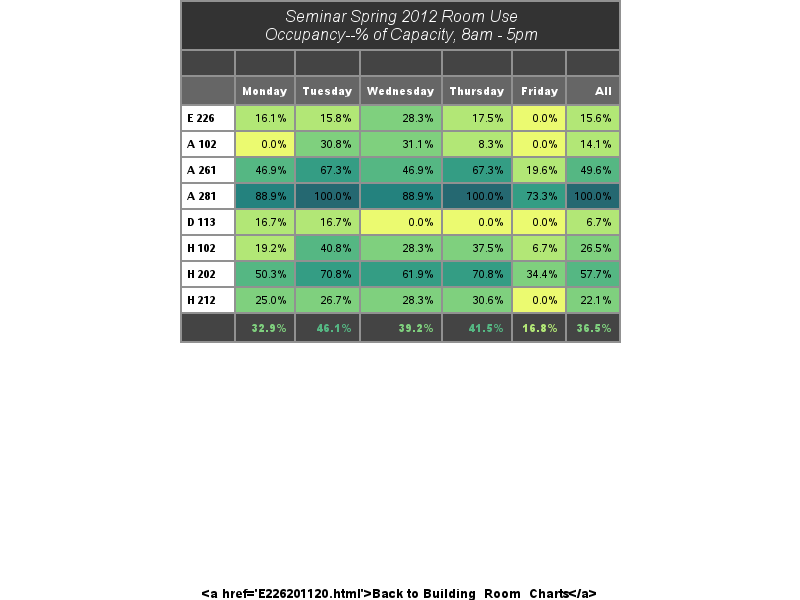 Seminar Spring 2012 Room Use
Occupancy--% of Capacity, 8am - 5pm
Monday Tuesday Wednesday Thursday Friday All
E 226 16.1% 15.8% 28.3% 17.5% 0.0% 15.6%
A 102 0.0% 30.8% 31.1% 8.3% 0.0% 14.1%
A 261 46.9% 67.3% 46.9% 67.3% 19.6% 49.6%
A 281 88.9% 100.0% 88.9% 100.0% 73.3% 100.0%
D 113 16.7% 16.7% 0.0% 0.0% 0.0% 6.7%
H 102 19.2% 40.8% 28.3% 37.5% 6.7% 26.5%
H 202 50.3% 70.8% 61.9% 70.8% 34.4% 57.7%
H 212 25.0% 26.7% 28.3% 30.6% 0.0% 22.1%
32.9% 46.1% 39.2% 41.5% 16.8% 36.5%
<a href='E226201120.html'>Back to Building_Room_Charts</a>